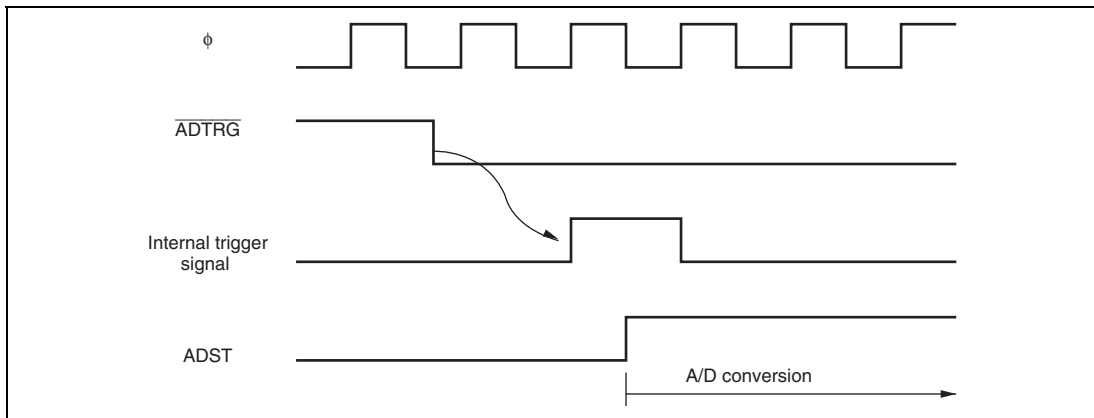 ϕ
ADTRG
Internal trigger
signal
ADST
A/D conversion